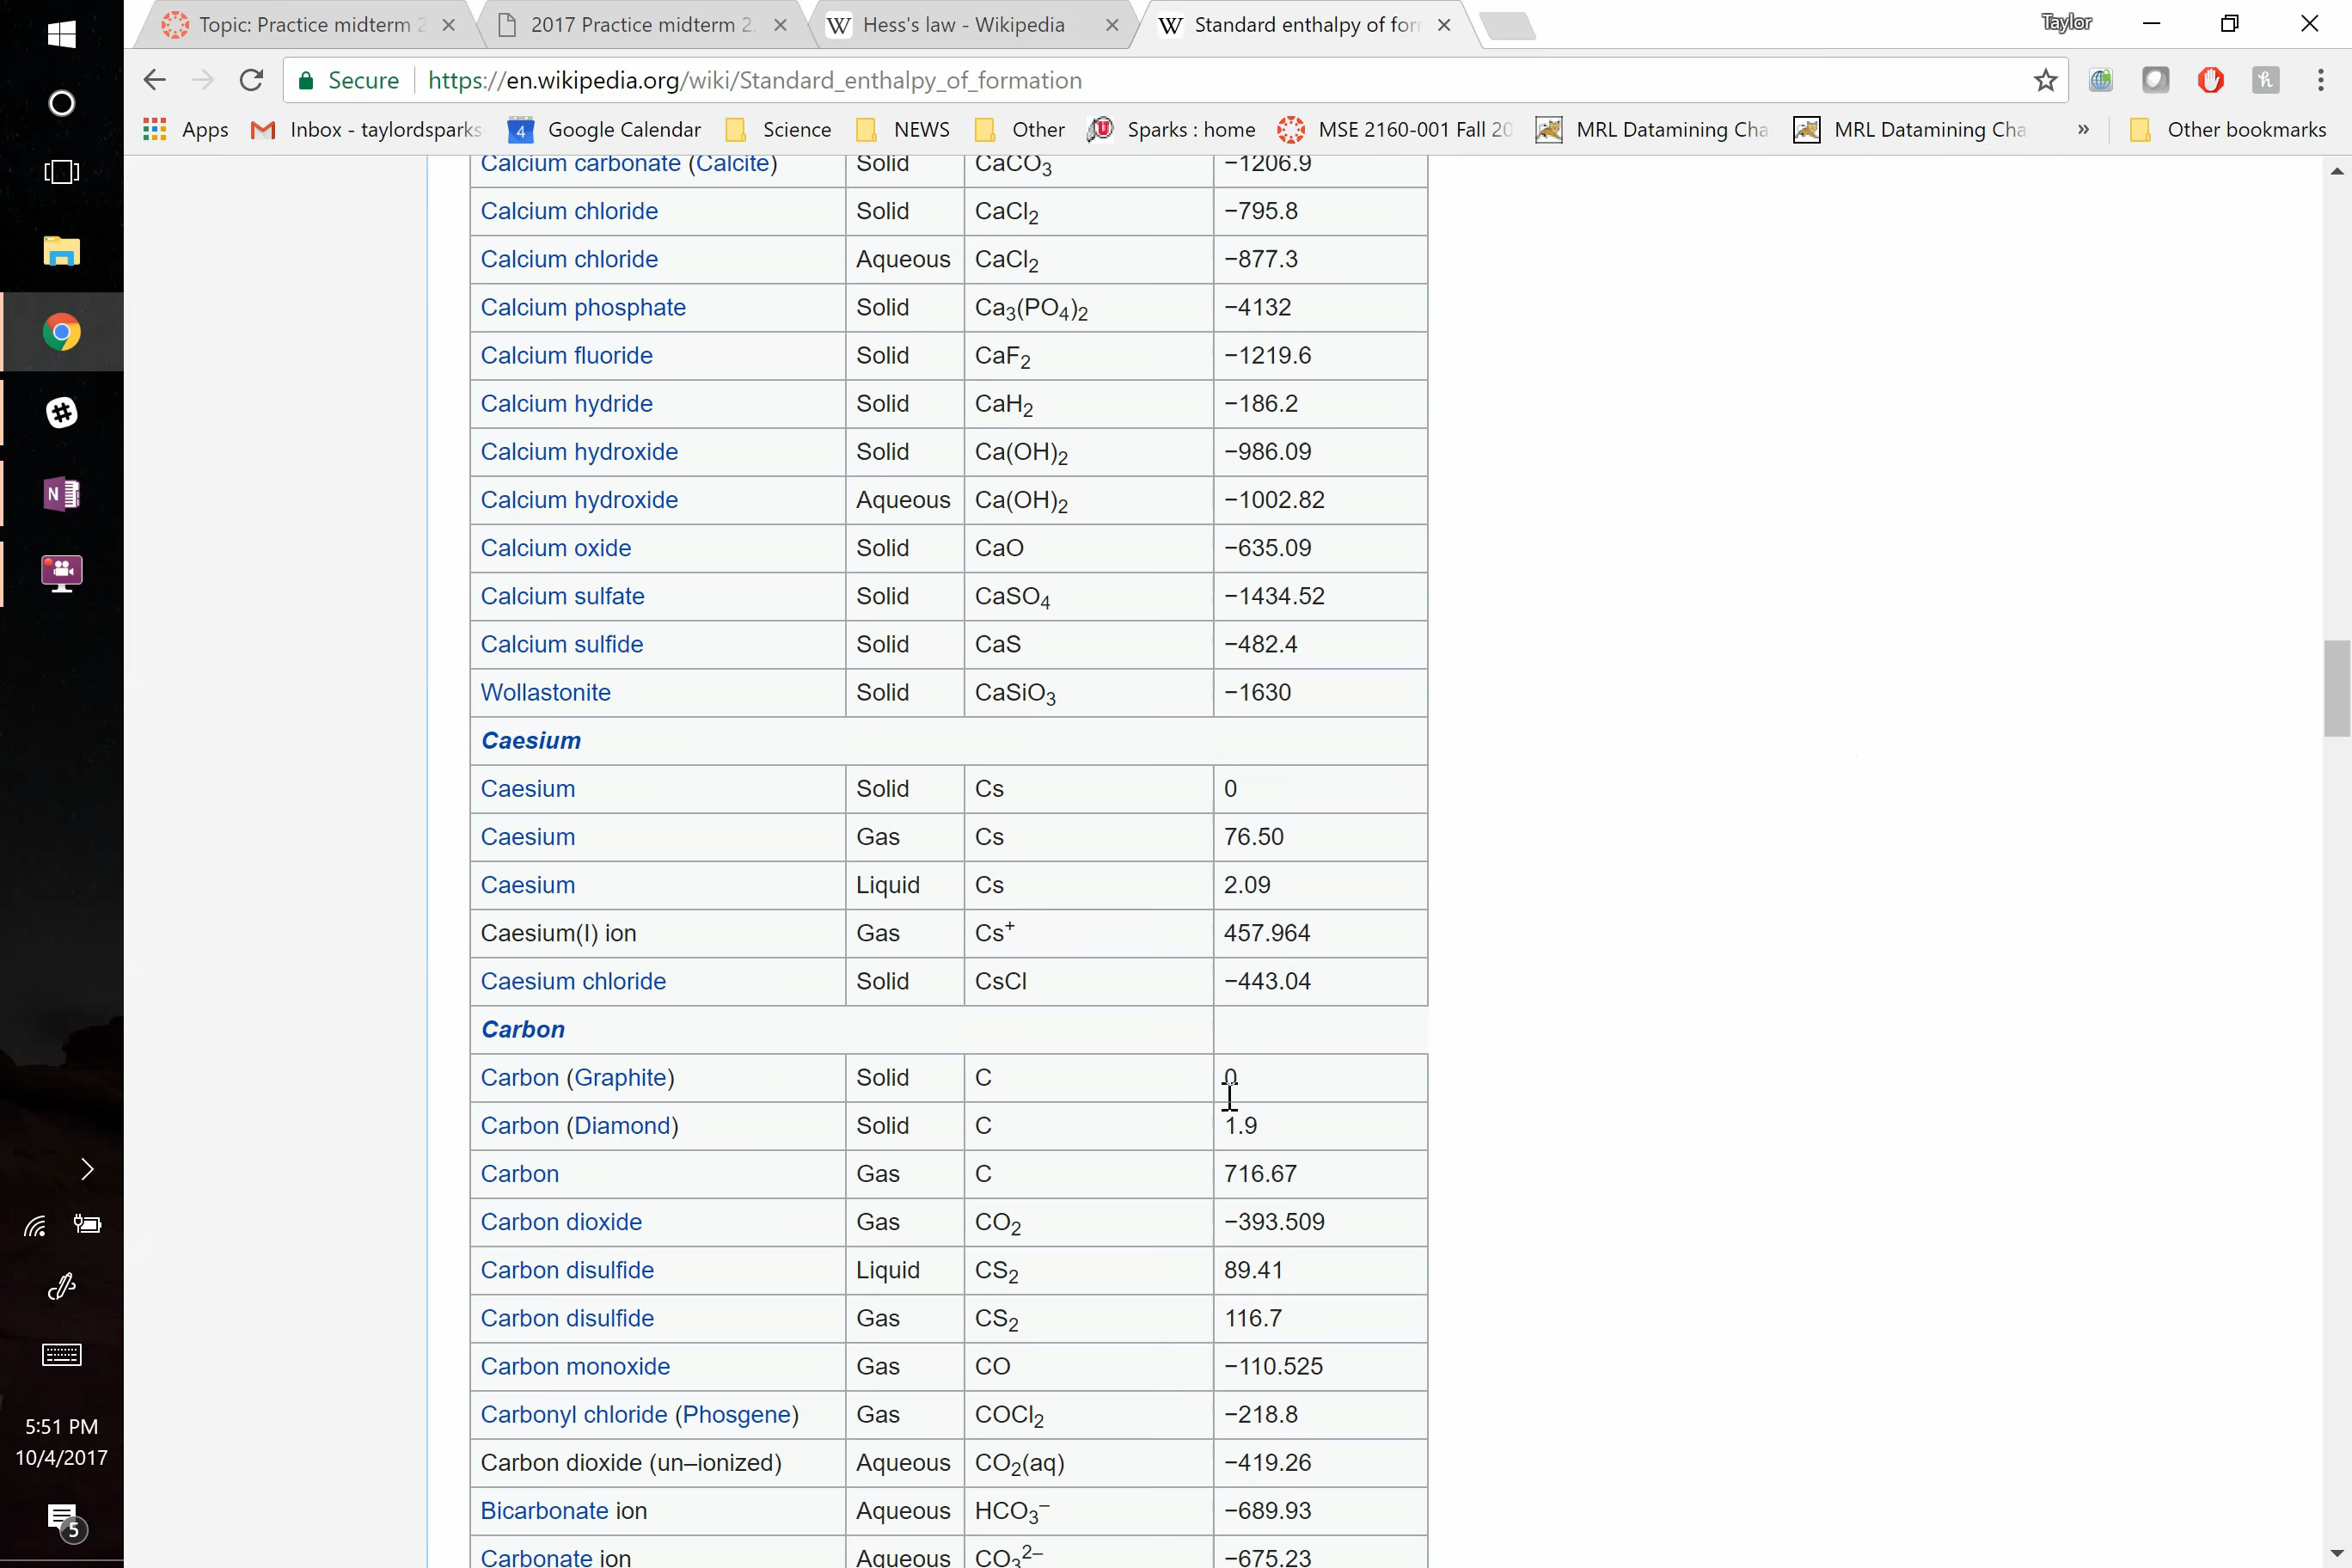 Topic: Practice midterm 2
2017 Practice midterm 2
Hess's law - Wikipedia
Standard enthalpy of for
Taylor
Secure
https://en.wikipedia.org/wiki/Standard_enthalpy_of_formation
Apps
Inbox - taylordsparks
4
Google Calendar
Science
NEWS
Other
Sparks : home
MSE 2160-001 Fall 20
MRL Datamining Cha
MRL Datamining Cha
»
Other bookmarks
Calcium carbonate (Calcite) Solid CaCO₃ −1206.9
Calcium chloride Solid CaCl₂ −795.8
Calcium chloride Aqueous CaCl₂ −877.3
Calcium phosphate Solid Ca₃(PO₄)₂ −4132
Calcium fluoride Solid CaF₂ −1219.6
Calcium hydride Solid CaH₂ −186.2
Calcium hydroxide Solid Ca(OH)₂ −986.09
Calcium hydroxide Aqueous Ca(OH)₂ −1002.82
Calcium oxide Solid CaO −635.09
Calcium sulfate Solid CaSO₄ −1434.52
Calcium sulfide Solid CaS −482.4
Wollastonite Solid CaSiO₃ −1630
Caesium
Caesium Solid Cs 0
Caesium Gas Cs 76.50
Caesium Liquid Cs 2.09
Caesium(I) ion Gas Cs⁺ 457.964
Caesium chloride Solid CsCl −443.04
Carbon
Carbon (Graphite) Solid C 0
Carbon (Diamond) Solid C 1.9
Carbon Gas C 716.67
Carbon dioxide Gas CO₂ −393.509
Carbon disulfide Liquid CS₂ 89.41
Carbon disulfide Gas CS₂ 116.7
Carbon monoxide Gas CO −110.525
Carbonyl chloride (Phosgene) Gas COCl₂ −218.8
Carbon dioxide (un–ionized) Aqueous CO₂(aq) −419.26
Bicarbonate ion Aqueous HCO₃⁻ −689.93
Carbonate ion Aqueous CO₃²⁻ −675.23
N
5:51 PM
10/4/2017
5